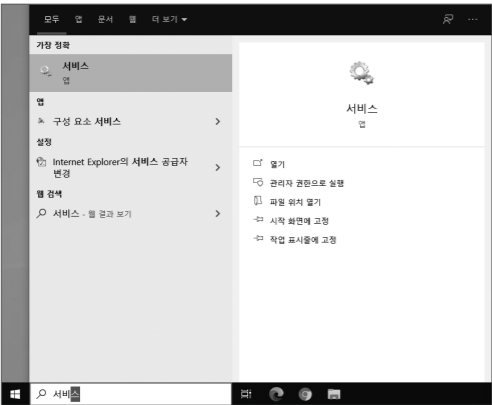 모두 앱 문서 웹 더 보기
가장 정확
서비스
앱
앱
구성 요소 서비스
설정
Internet Explorer의 서비스 공급자
변경
웹 검색
서비스 - 웹 결과 보기
서비스
앱
열기
관리자 권한으로 실행
파일 위치 열기
시작 화면에 고정
작업 표시줄에 고정
서비스